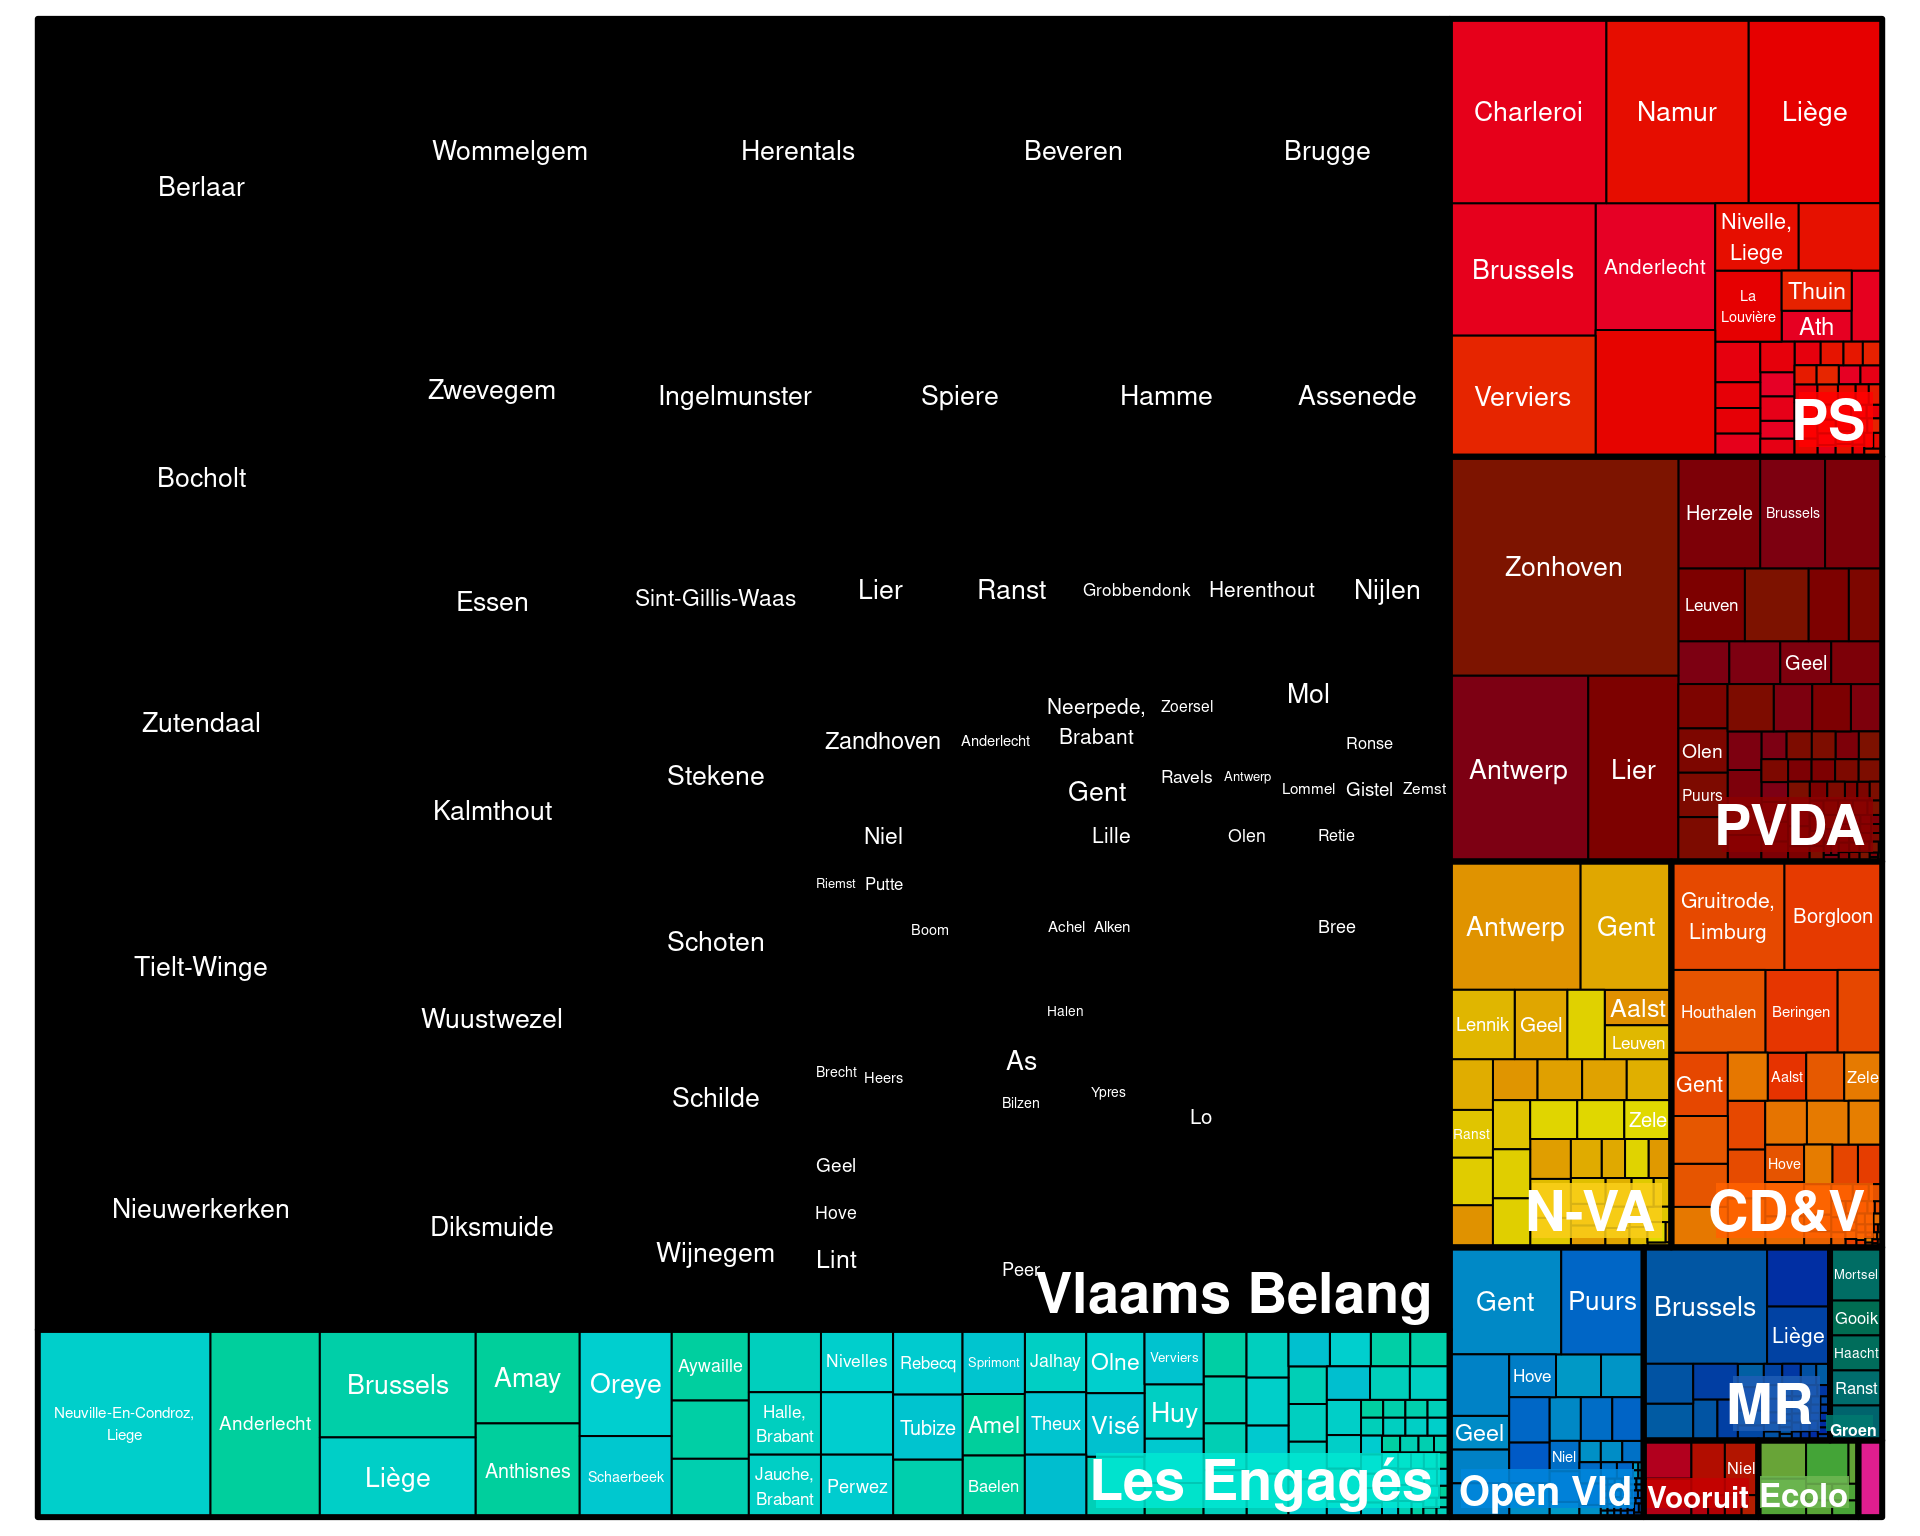 Berlaar
Wommelgem
Herentals
Beveren
Brugge
Bocholt
Zwevegem
Ingelmunster
Spiere
Hamme
Assenede
Zutendaal
Essen
Sint-Gillis-Waas
Lier
Ranst
Grobbendonk
Herenthout
Nijlen
Tielt-Winge
Kalmthout
Stekene
Zandhoven
Anderlecht
Neerpede,
Brabant
Zoersel
Mol
Ronse
Gent
Ravels
Antwerp
Lommel
Gistel
Zemst
Niel
Lille
Olen
Retie
Riemst
Putte
Schoten
Boom
Achel
Alken
Bree
Nieuwerkerken
Wuustwezel
Halen
As
Schilde
Brecht
Heers
Bilzen
Ypres
Lo
Geel
Diksmuide
Hove
Wijnegem
Lint
Peer
Vlaams Belang
Charleroi
Namur
Liège
Brussels
Anderlecht
Nivelle,
Liege
La
Louvière
Thuin
Ath
Verviers
PS
Zonhoven
Herzele
Brussels
Leuven
Geel
Antwerp
Lier
Olen
Puurs
PVDA
Antwerp
Gent
Lennik
Geel
Aalst
Leuven
Ranst
Zele
N-VA
Gruitrode,
Limburg
Borgloon
Houthalen
Beringen
Gent
Aalst
Zele
Hove
CD&V
Gent
Puurs
Hove
Geel
Niel
Open Vld
Brussels
Liège
MR
Mortsel
Gooik
Haacht
Ranst
Groen
Niel
Vooruit
Ecolo
Neuville-En-Condroz,
Liege
Anderlecht
Brussels
Liège
Amay
Anthisnes
Oreye
Schaerbeek
Aywaille
Halle,
Brabant
Jauche,
Brabant
Nivelles
Perwez
Rebecq
Tubize
Sprimont
Amel
Baelen
Jalhay
Theux
Olne
Visé
Verviers
Huy
Les Engagés